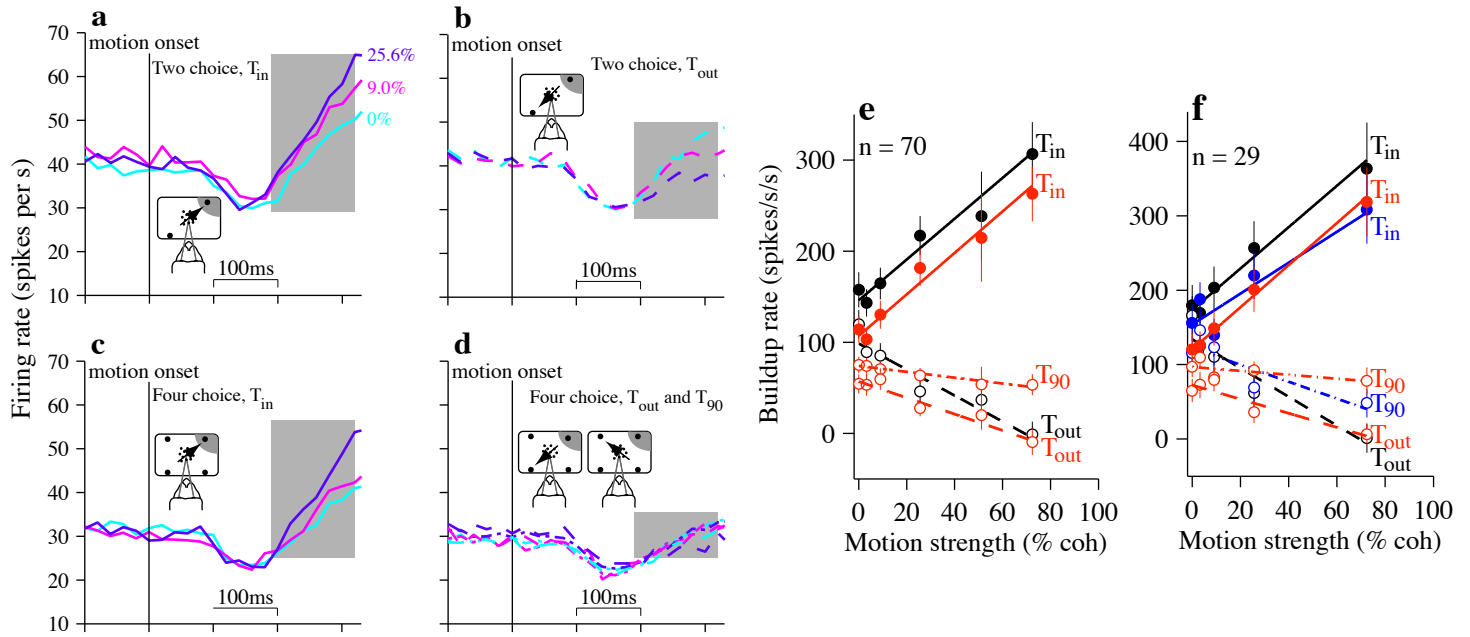 a
70
60
50
40
30
20
10
motion onset
Two choice, Tin
25.6%
9.0%
0%
100ms
b
motion onset
Two choice, Tout
100ms
Firing rate (spikes per s)
c
70
60
50
40
30
20
10
motion onset
Four choice, Tin
100ms
d
motion onset
Four choice, Tout and T90
100ms
e
n = 70
Buildup rate (spikes/s/s)
300
200
100
0
Tin
Tin
T90
Tout
Tout
0 20 40 60 80 100
Motion strength (% coh)
f
n = 29
400
300
200
100
0
Tin
Tin
Tin
T90
T90
Tout
Tout
0 20 40 60 80 100
Motion strength (% coh)